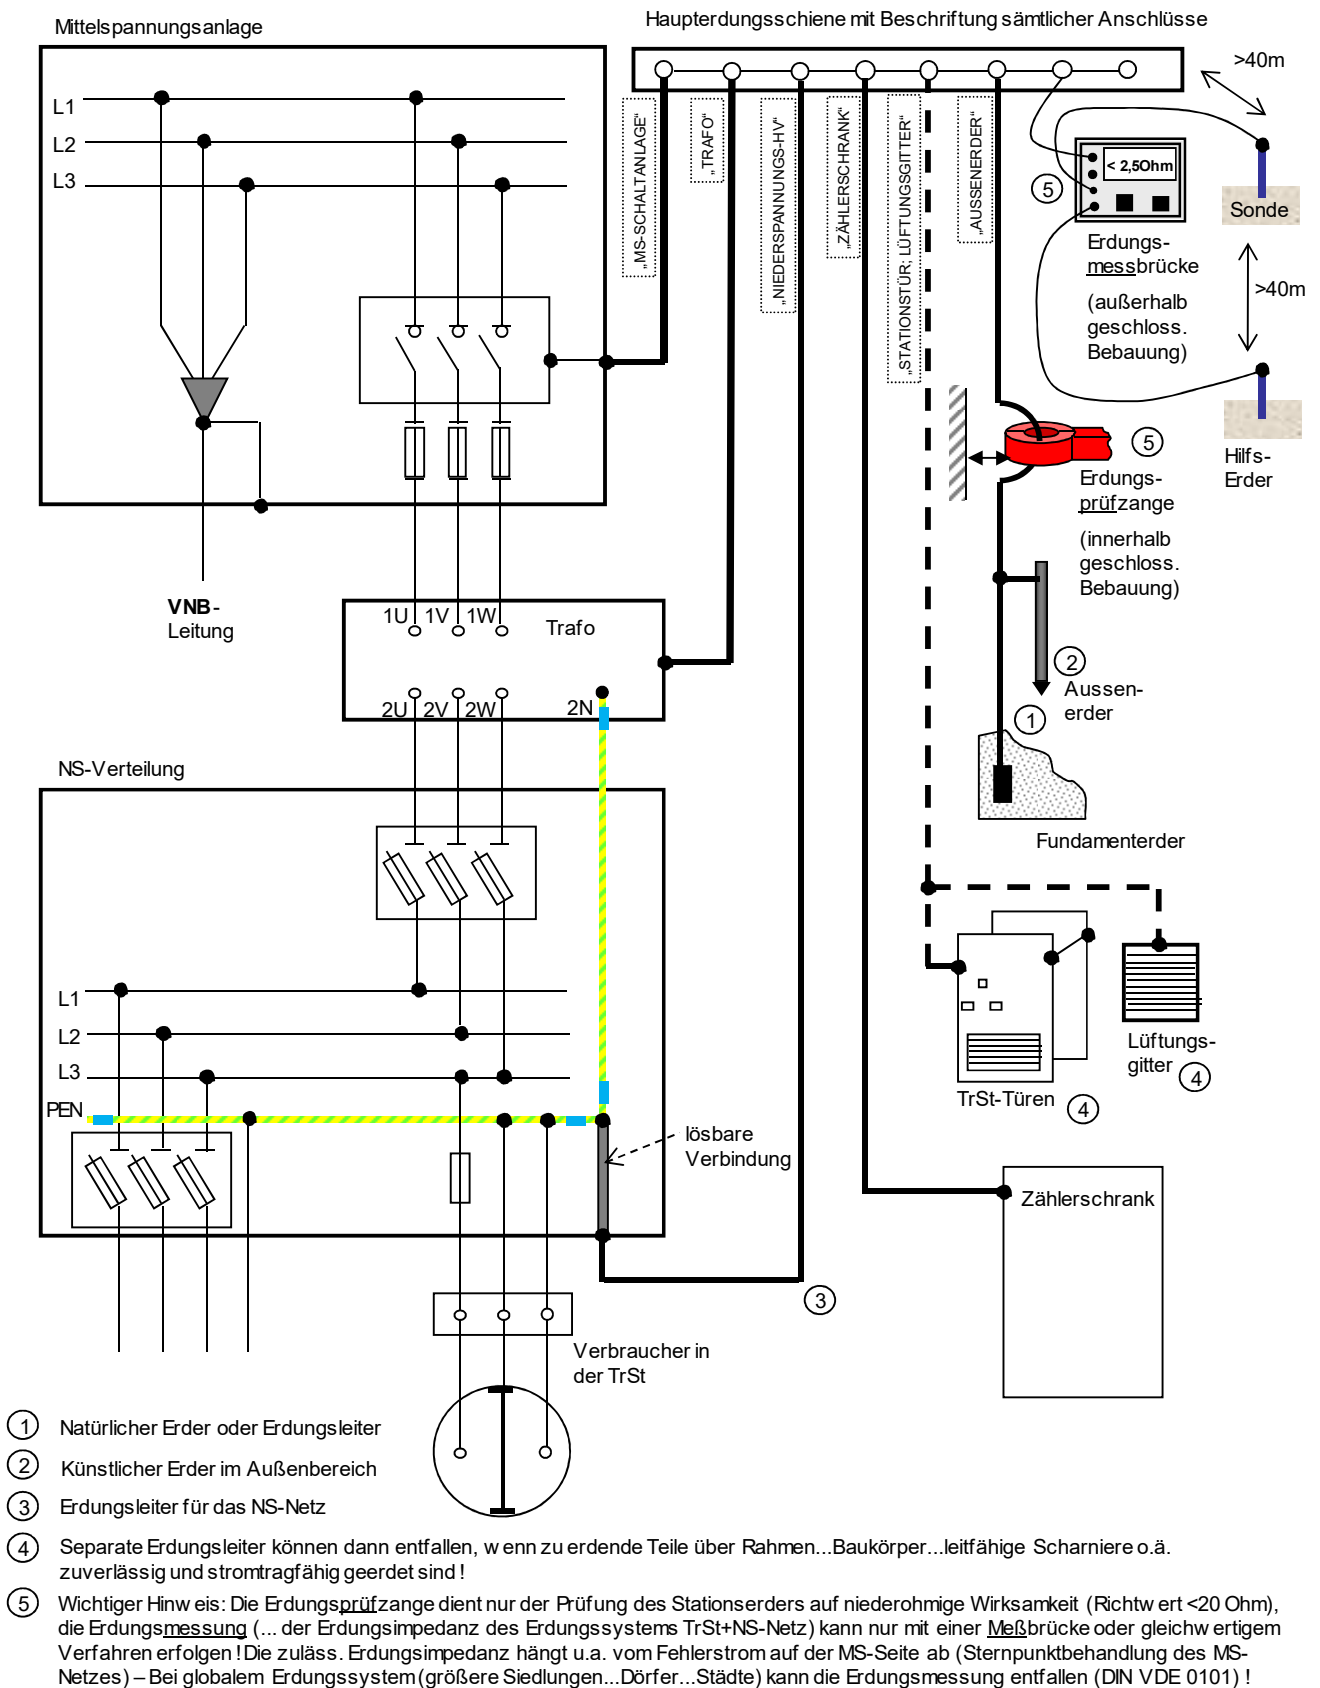 Mittelspannungsanlage
Haupterdungsschiene mit Beschriftung sämtlicher Anschlüsse
L1
L2
L3
„MS-SCHALTANLAGE“
„TRAFO“
„NIEDERSPANNUNGS-HV“
„ZÄHLERSCHRANK“
„STATIONSTÜR; LÜFTUNGSGITTER“
„AUSSENERDER“
>40m
< 2,5Ohm
5
Sonde
Erdungs-
messbrücke
(außerhalb
geschloss.
Bebauung)
>40m
Hilfs-
Erder
5
Erdungs-
prüfzange
(innerhalb
geschloss.
Bebauung)
VNB-
Leitung
1U 1V 1W
Trafo
2U 2V 2W
2N
2
Aussen-
erder
1
Fundamenterder
NS-Verteilung
L1
L2
L3
PEN
lösbare
Verbindung
Lüftungs-
gitter
4
TrSt-Türen
4
Zählerschrank
3
Verbraucher in
der TrSt
1 Natürlicher Erder oder Erdungsleiter
2 Künstlicher Erder im Außenbereich
3 Erdungsleiter für das NS-Netz
4 Separate Erdungsleiter können dann entfallen, wenn zu erdende Teile über Rahmen...Baukörper...leitfähige Scharniere o.ä.
zuverlässig und stromtragfähig geerdet sind !
5 Wichtiger Hinweis: Die Erdungsprüfzange dient nur der Prüfung des Stationserders auf niederohmige Wirksamkeit (Richtwert <20 Ohm),
die Erdungsmessung (... der Erdungsimpedanz des Erdungssystems TrSt+NS-Netz) kann nur mit einer Meßbrücke oder gleichwertigem
Verfahren erfolgen ! Die zuläss. Erdungsimpedanz hängt u.a. vom Fehlerstrom auf der MS-Seite ab (Sternpunktbehandlung des MS-
Netzes) – Bei globalem Erdungssystem (größere Siedlungen...Dörfer...Städte) kann die Erdungsmessung entfallen (DIN VDE 0101) !